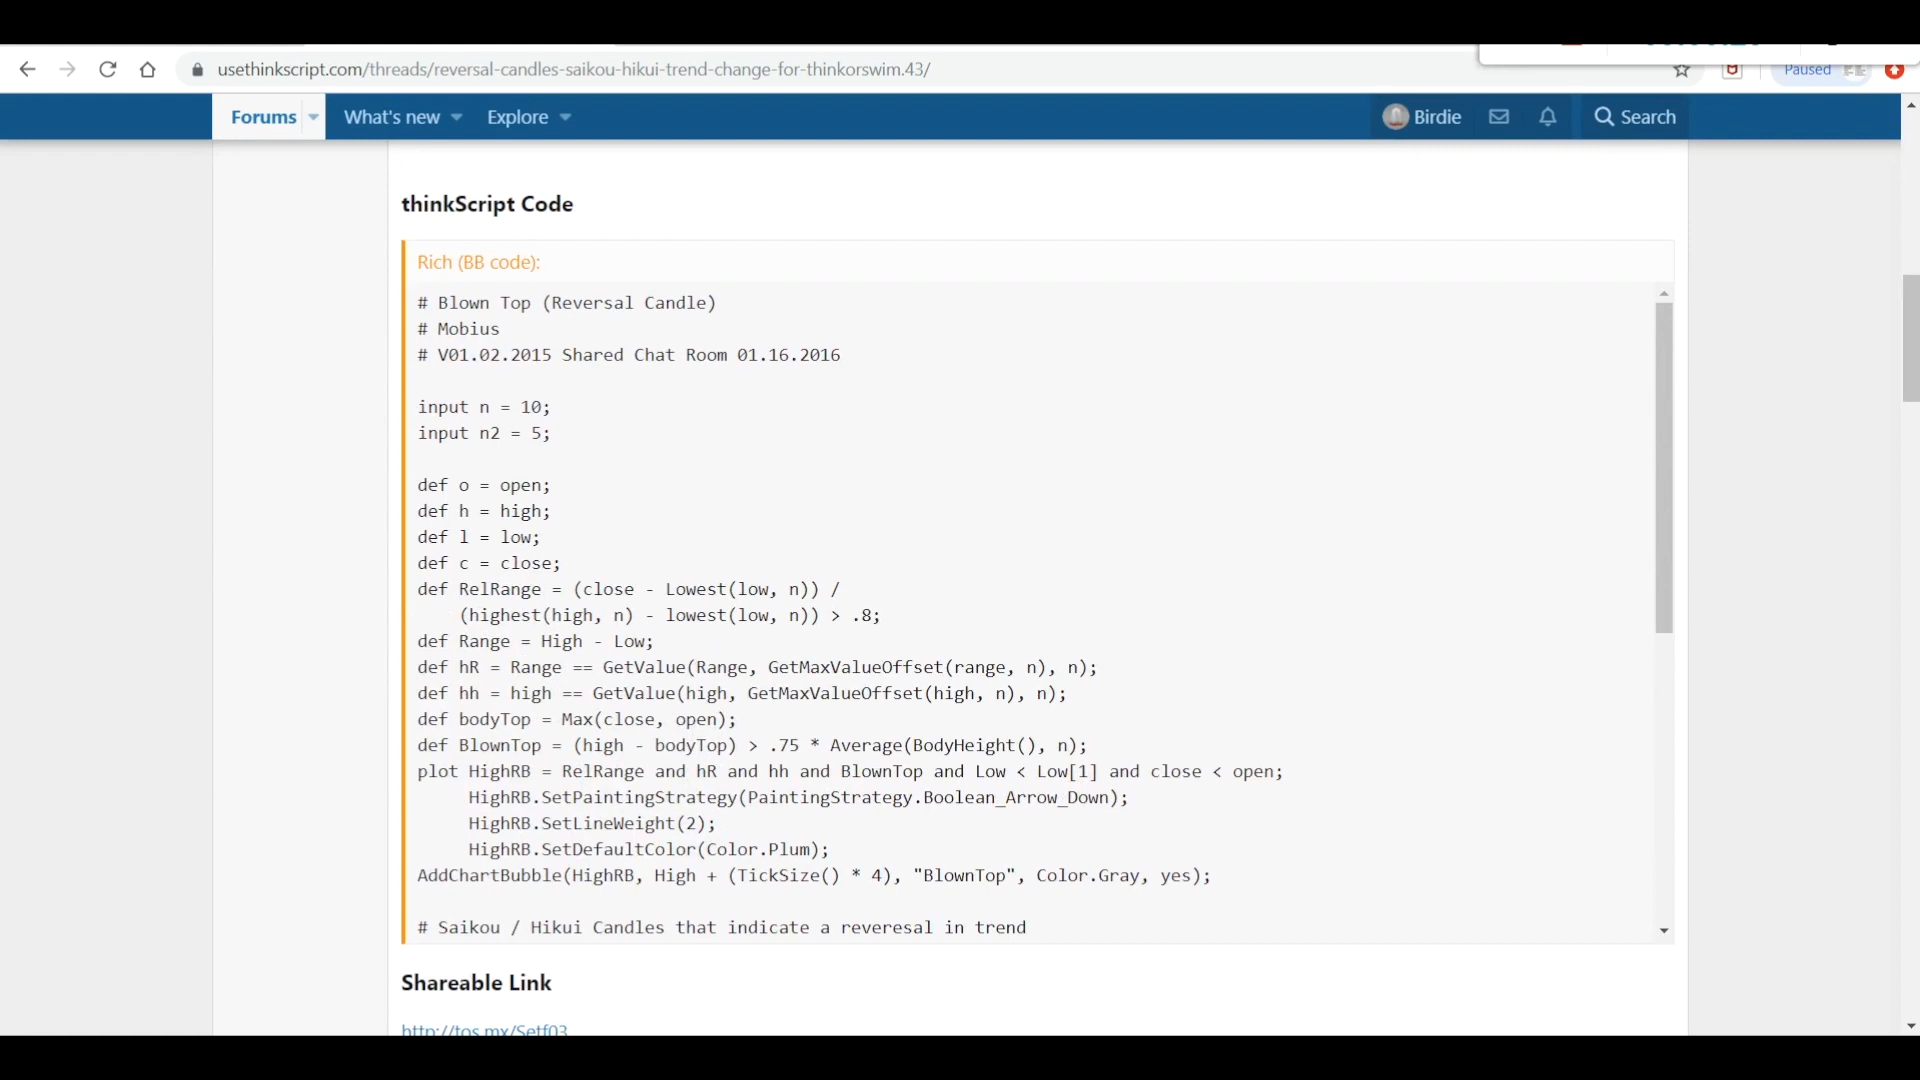 usethinkscript.com/threads/reversal-candles-saikou-hikui-trend-change-for-thinkorswim.43/
Paused
Forums What's new Explore Birdie Search
thinkScript Code
Rich (BB code):
# Blown Top (Reversal Candle)
# Mobius
# V01.02.2015 Shared Chat Room 01.16.2016
input n = 10;
input n2 = 5;
def o = open;
def h = high;
def l = low;
def c = close;
def RelRange = (close - Lowest(low, n)) /
(highest(high, n) - lowest(low, n)) > .8;
def Range = High - Low;
def hR = Range == GetValue(Range, GetMaxValueOffset(range, n), n);
def hh = high == GetValue(high, GetMaxValueOffset(high, n), n);
def bodyTop = Max(close, open);
def BlownTop = (high - bodyTop) > .75 * Average(BodyHeight(), n);
plot HighRB = RelRange and hR and hh and BlownTop and Low < Low[1] and close < open;
HighRB.SetPaintingStrategy(PaintingStrategy.Boolean_Arrow_Down);
HighRB.SetLineWeight(2);
HighRB.SetDefaultColor(Color.Plum);
AddChartBubble(HighRB, High + (TickSize() * 4), "BlownTop", Color.Gray, yes);
# Saikou / Hikui Candles that indicate a reveresal in trend
Shareable Link
http://tos.mx/Setf03